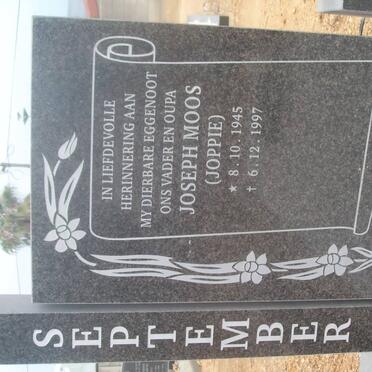 IN LIEFDEVOLLE
HERINNERING AAN
MY DIERBARE EGGENOOT
ONS VADER EN OUPA
JOSEPH MOOS
(JOPPIE)
★ 8.10.1945
† 6.12.1997
SEPTEMBER